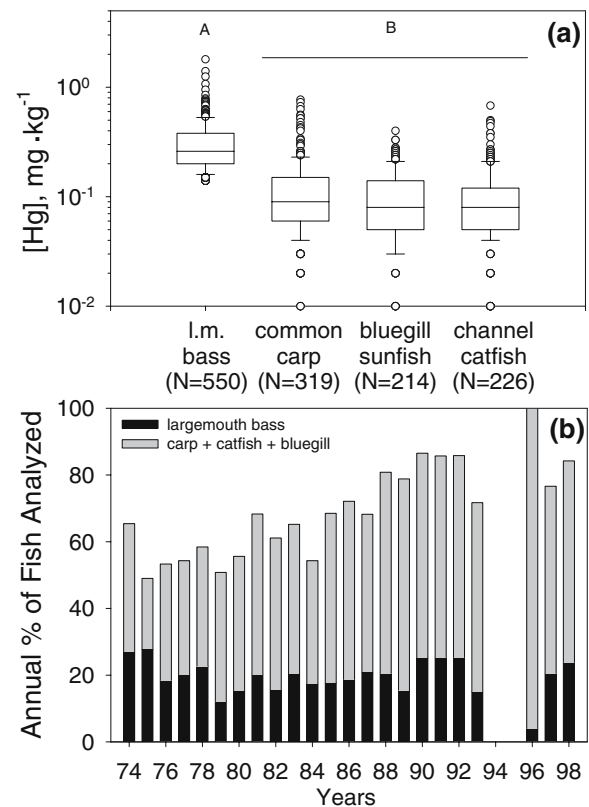 A
B
(a)
[Hg], mg·kg⁻¹
10⁰
10⁻¹
10⁻²
l.m. bass (N=550)
common carp (N=319)
bluegill sunfish (N=214)
channel catfish (N=226)
(b)
largemouth bass
carp + catfish + bluegill
Annual % of Fish Analyzed
100
80
60
40
20
0
74 76 78 80 82 84 86 88 90 92 94 96 98
Years